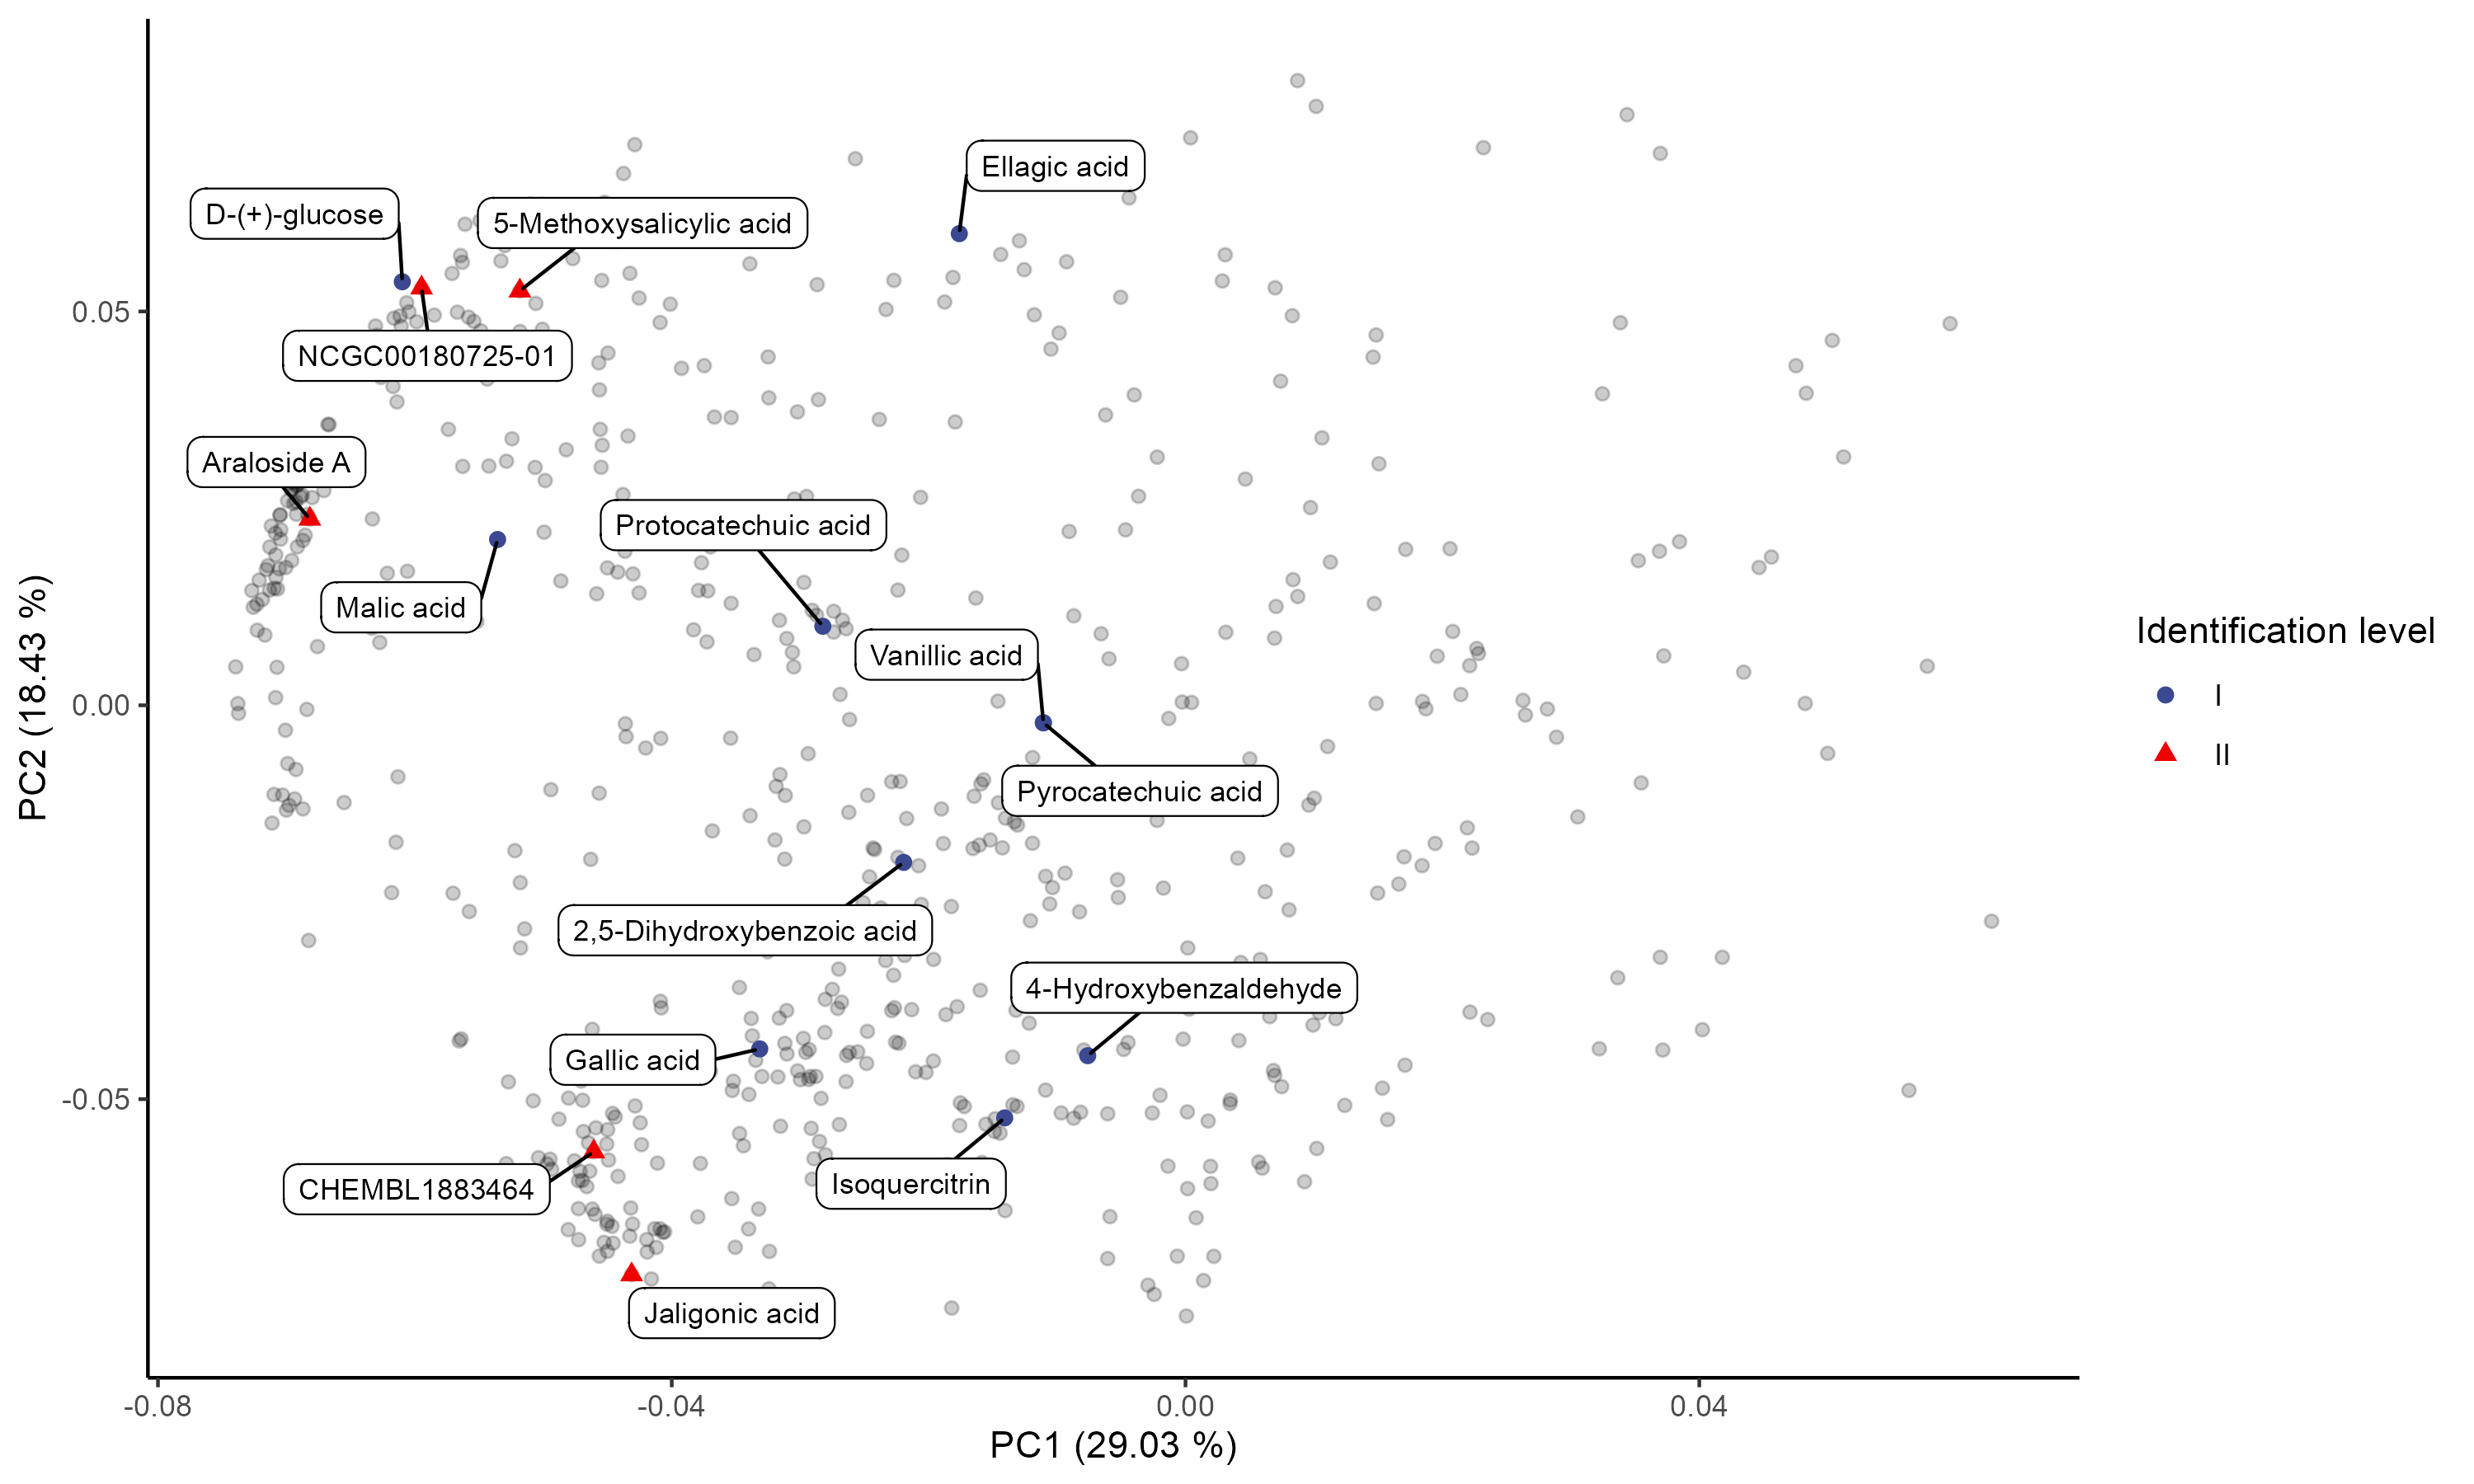 Ellagic acid
D-(+)-glucose
5-Methoxysalicylic acid
NCGC00180725-01
Araloside A
Protocatechuic acid
Malic acid
Vanillic acid
Pyrocatechuic acid
2,5-Dihydroxybenzoic acid
4-Hydroxybenzaldehyde
Gallic acid
CHEMBL1883464
Isoquercitrin
Jaligonic acid
0.05
0.00
-0.05
PC2 (18.43 %)
-0.08
-0.04
0.00
0.04
PC1 (29.03 %)
Identification level
I
II